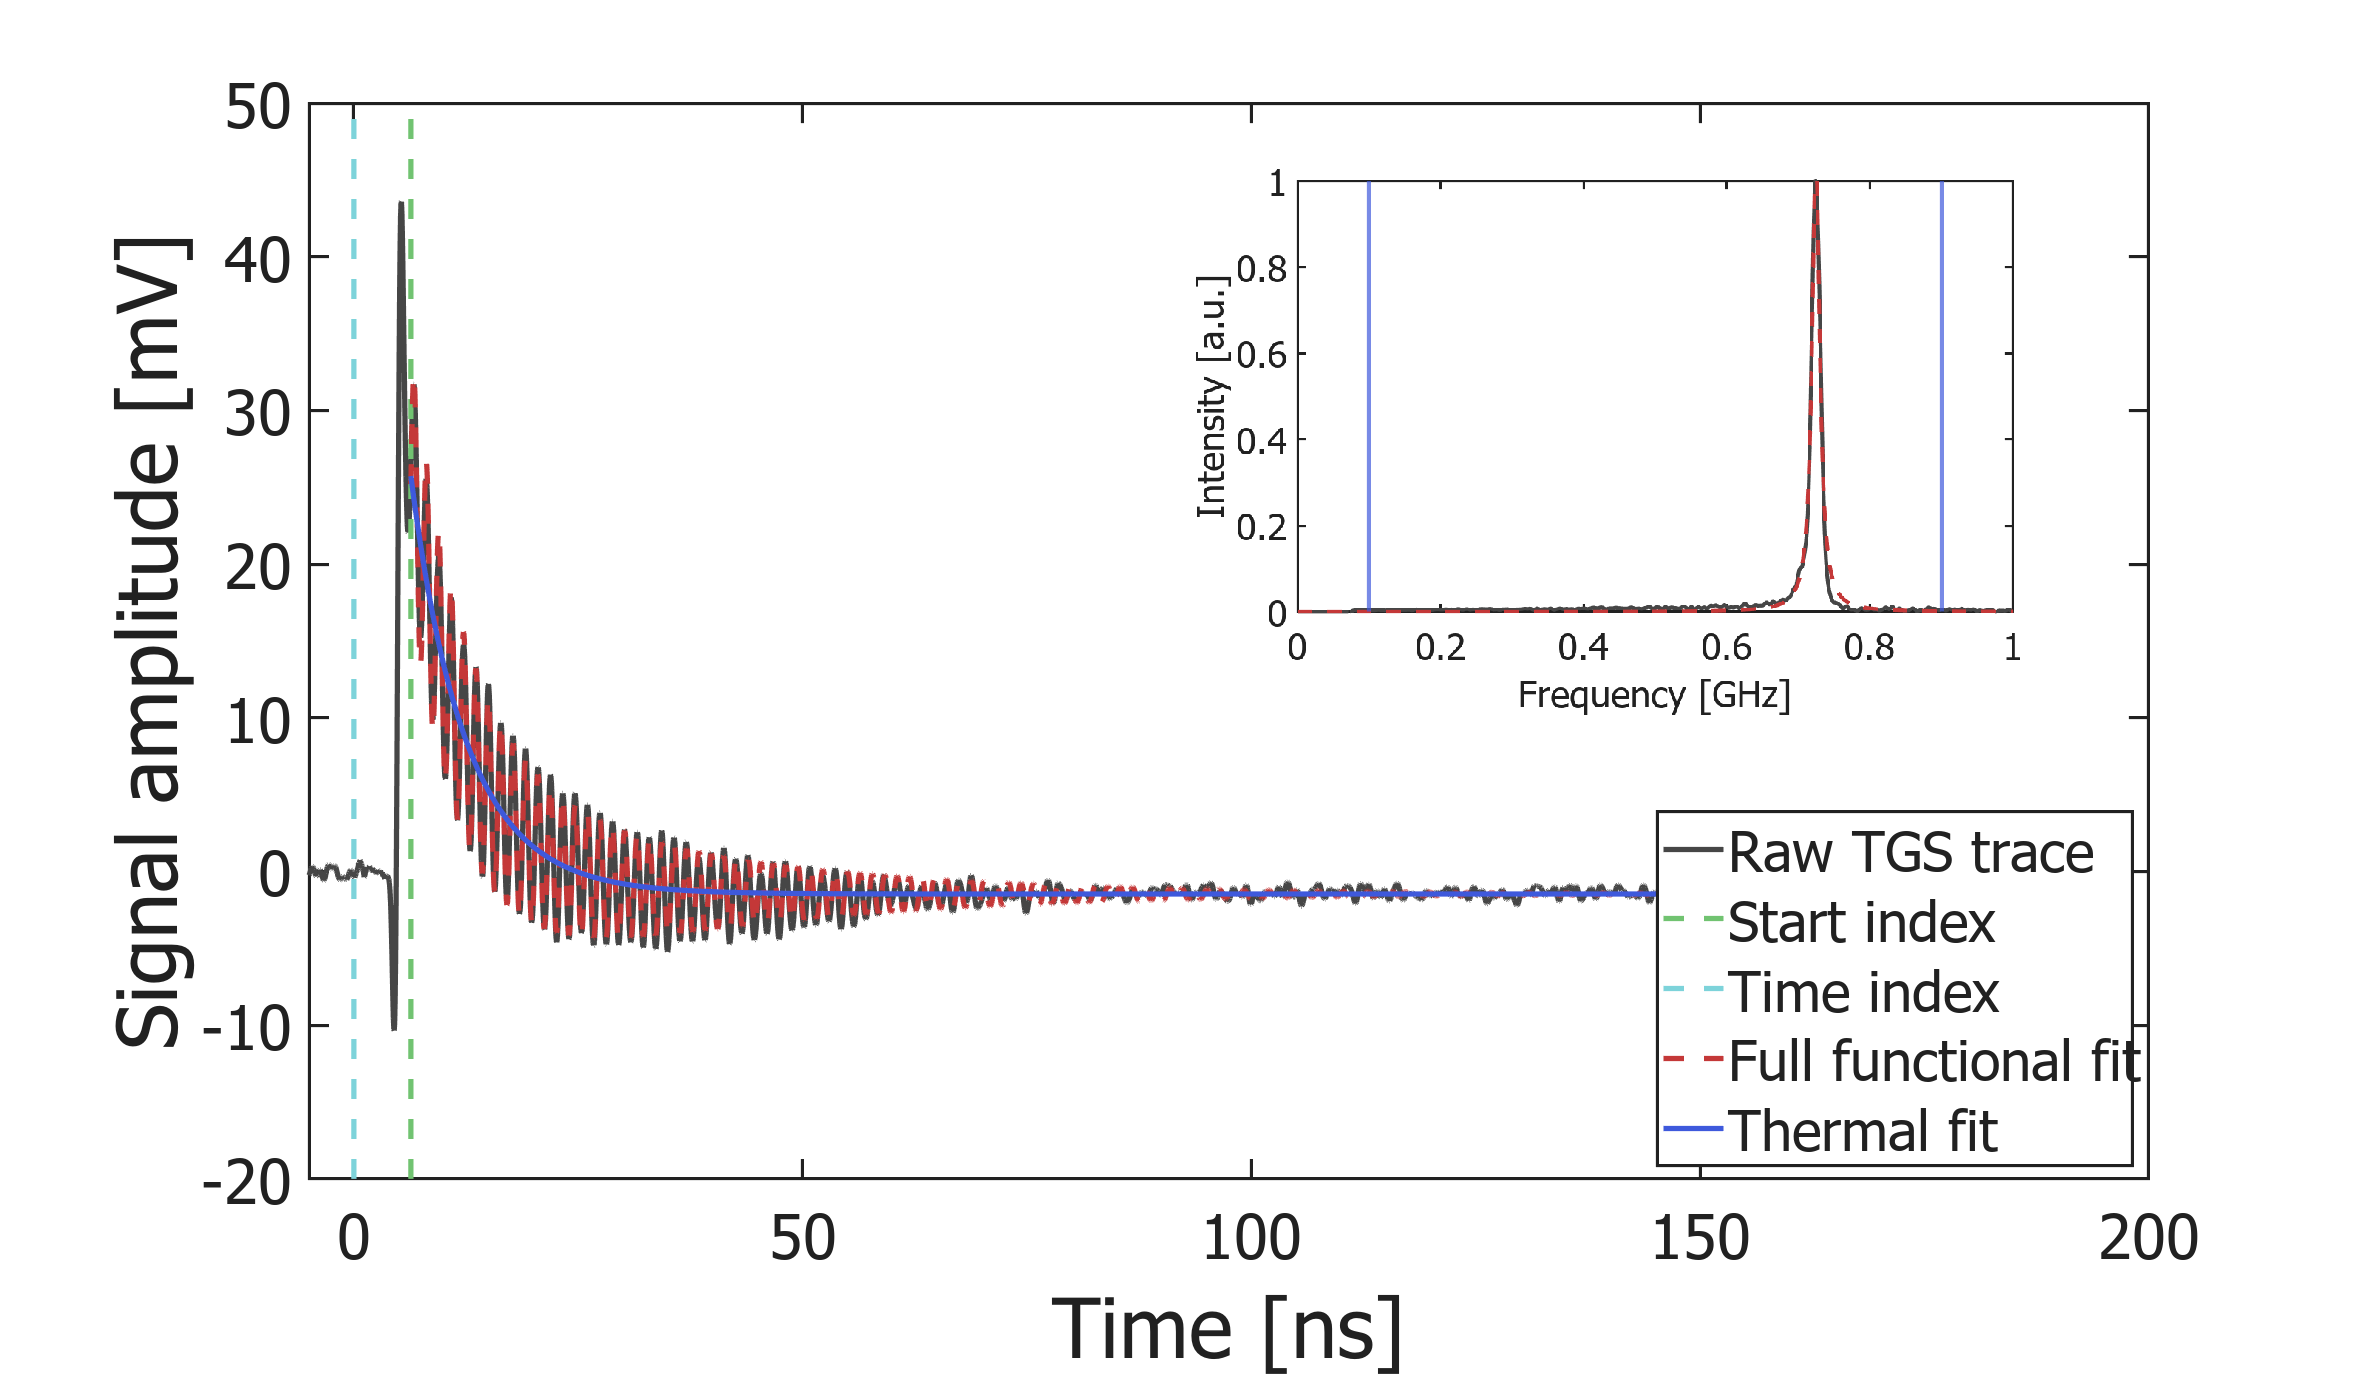 50
40
30
20
10
0
-10
-20
Signal amplitude [mV]
0
50
100
150
200
Time [ns]
1
0.8
0.6
0.4
0.2
0
Intensity [a.u.]
0
0.2
0.4
0.6
0.8
1
Frequency [GHz]
Raw TGS trace
Start index
Time index
Full functional fit
Thermal fit